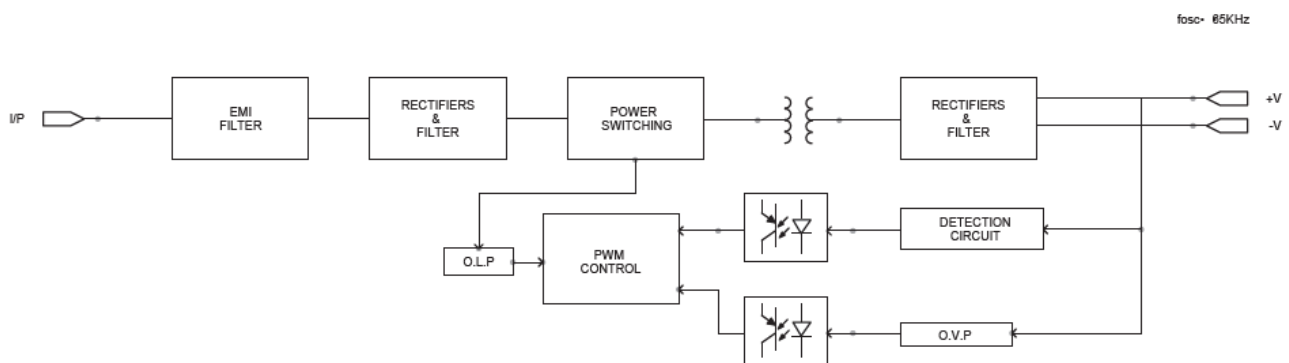 fosc• 65KHz
I/P
EMI
FILTER
RECTIFIERS
&
FILTER
POWER
SWITCHING
RECTIFIERS
&
FILTER
+V
-V
O.L.P
PWM
CONTROL
DETECTION
CIRCUIT
O.V.P